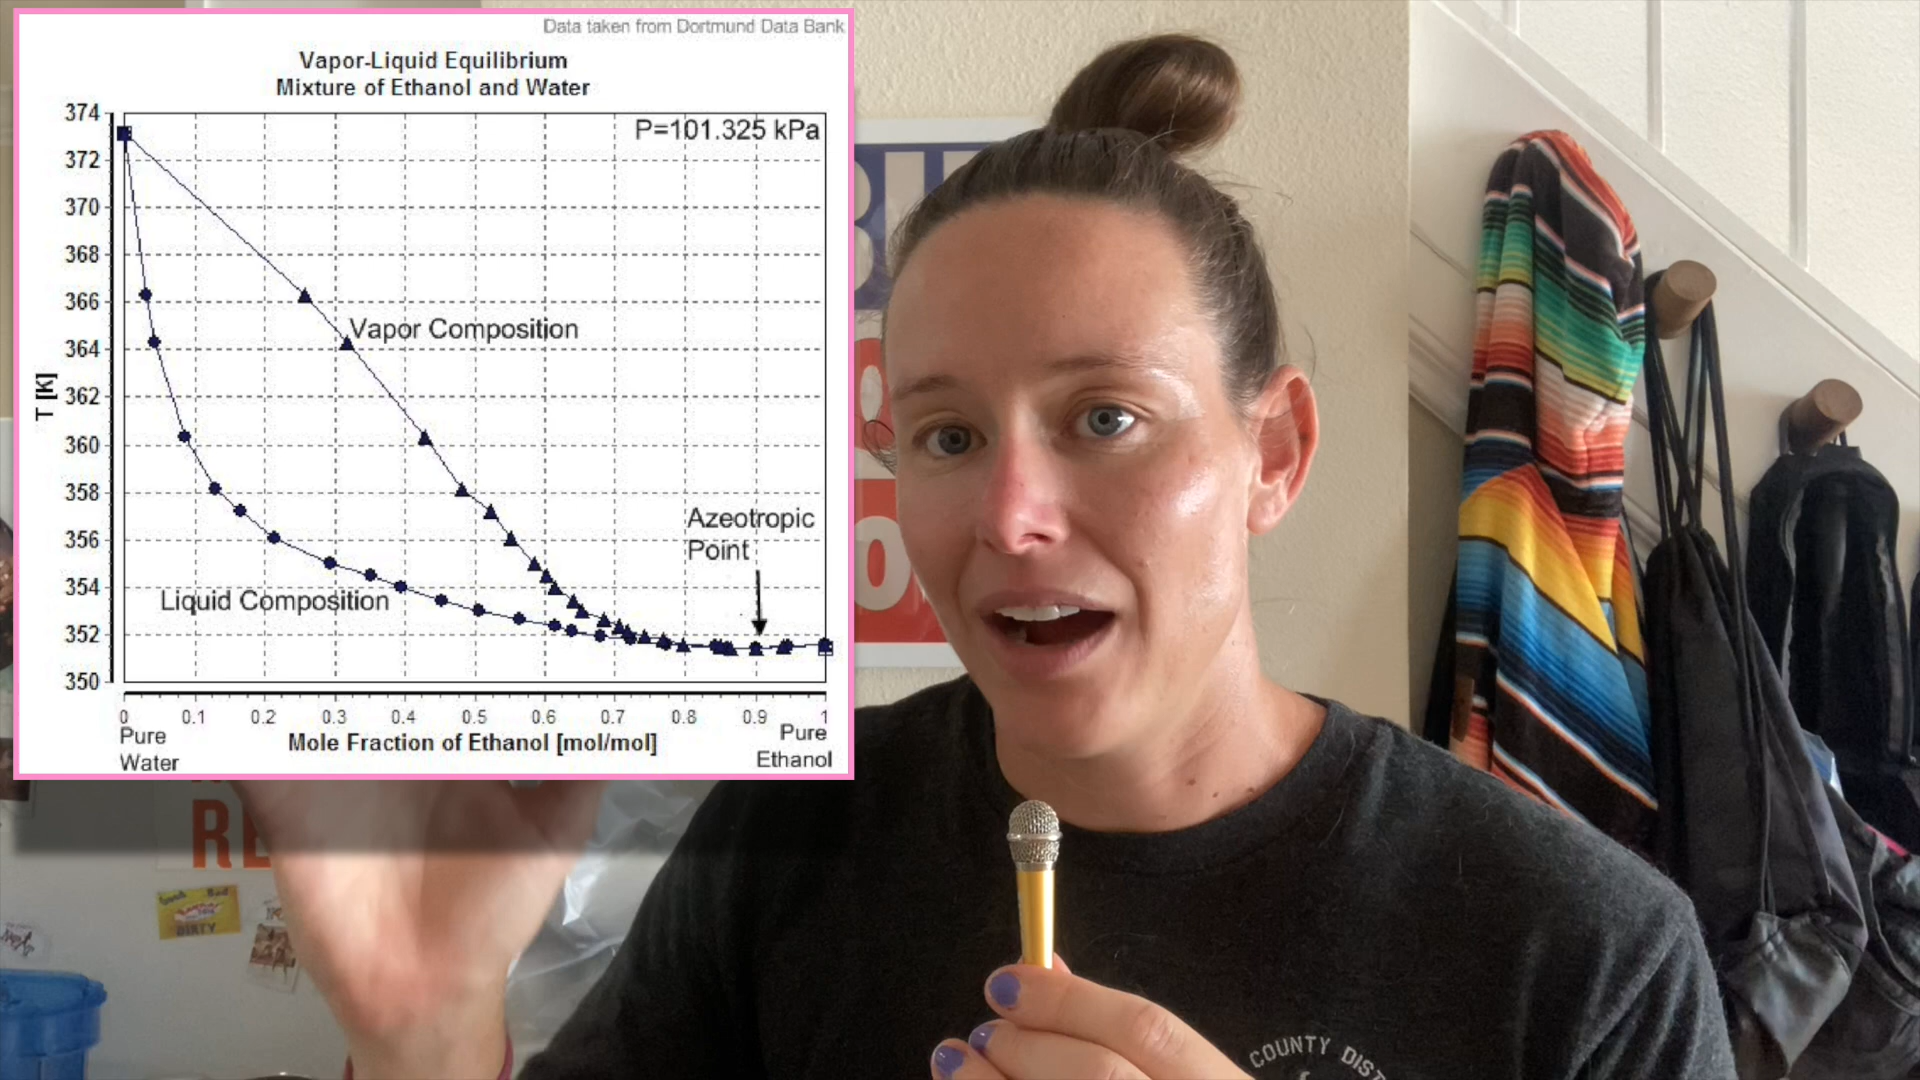 Data taken from Dortmund Data Bank
Vapor-Liquid Equilibrium
Mixture of Ethanol and Water
P=101.325 kPa
374
372
370
368
366
364
362
360
358
356
354
352
350
T [K]
Vapor Composition
Liquid Composition
Azeotropic
Point
0 0.1 0.2 0.3 0.4 0.5 0.6 0.7 0.8 0.9 1
Pure
Water
Mole Fraction of Ethanol [mol/mol]
Pure
Ethanol
DIRTY
COUNTY DIST